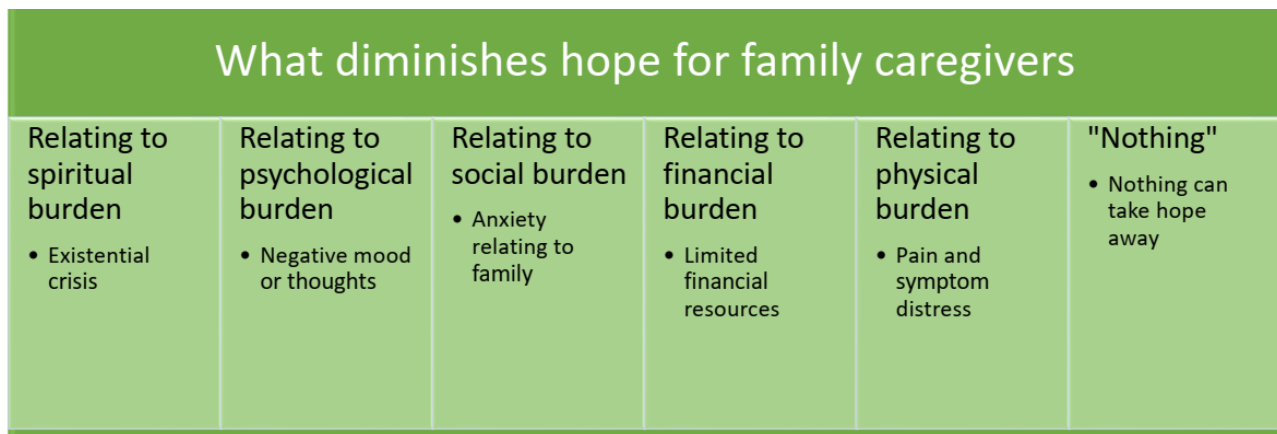 What diminishes hope for family caregivers
Relating to
spiritual
burden
• Existential
crisis
Relating to
psychological
burden
• Negative mood
or thoughts
Relating to
social burden
• Anxiety
relating to
family
Relating to
financial
burden
• Limited
financial
resources
Relating to
physical
burden
• Pain and
symptom
distress
"Nothing"
• Nothing can
take hope
away